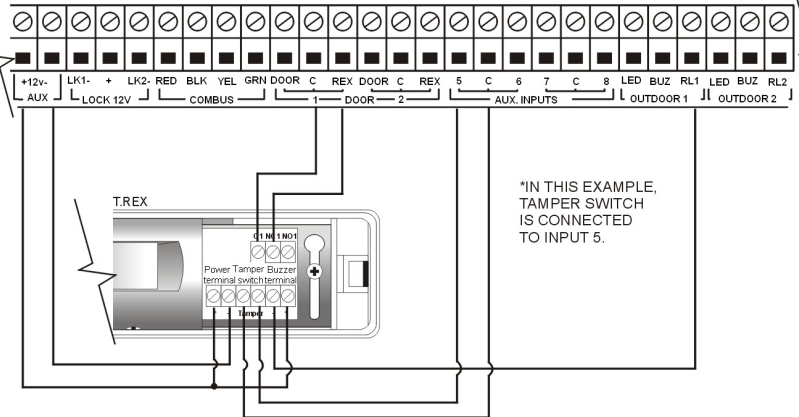 +12v- LK1- + LK2- RED BLK YEL GRN DOOR C REX DOOR C REX 5 C 6 7 C 8 LED BUZ RL1 LED BUZ RL2
AUX LOCK 12V COMBUS 1 DOOR 2 AUX. INPUTS OUTDOOR 1 OUTDOOR 2
*IN THIS EXAMPLE,
TAMPER SWITCH
IS CONNECTED
TO INPUT 5.
T.REX
C1 NC1 NO1
Power Tamper Buzzer
terminal switch terminal
+ - Tamper - +